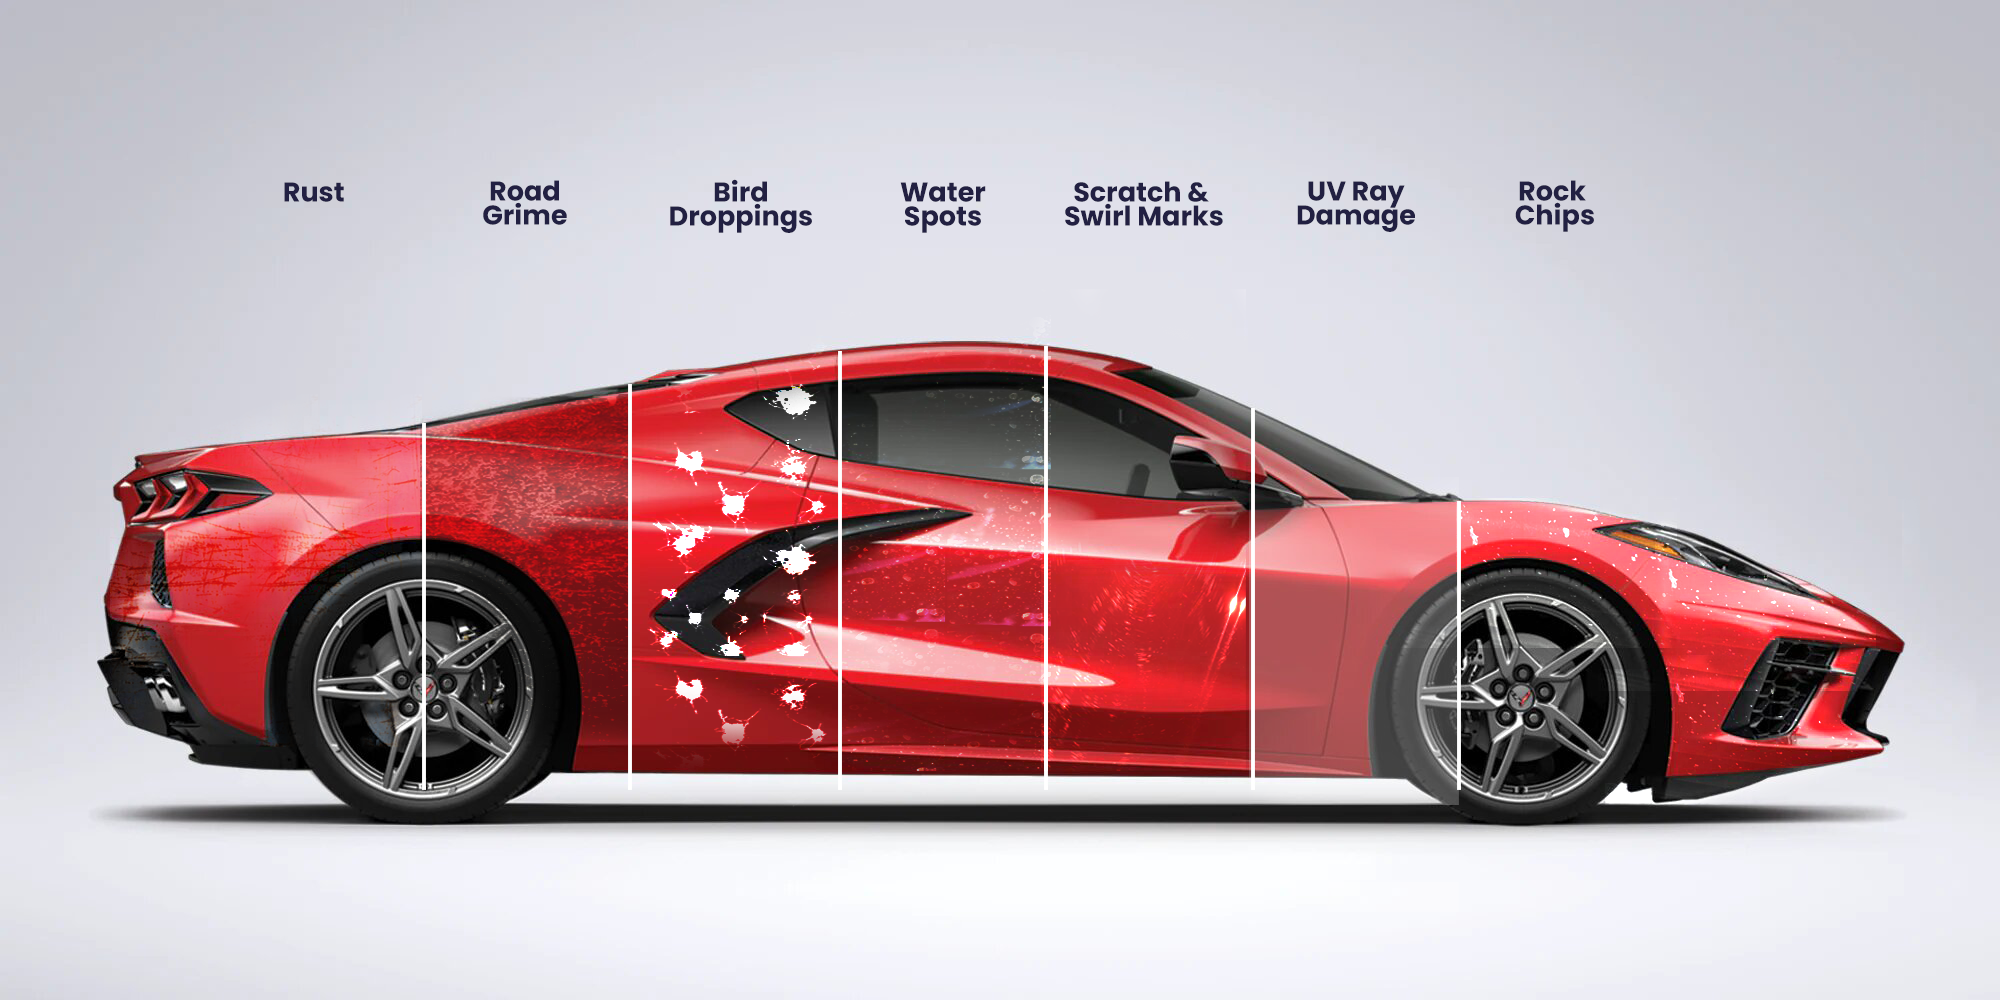 Rust
Road
Grime
Bird
Droppings
Water
Spots
Scratch &
Swirl Marks
UV Ray
Damage
Rock
Chips